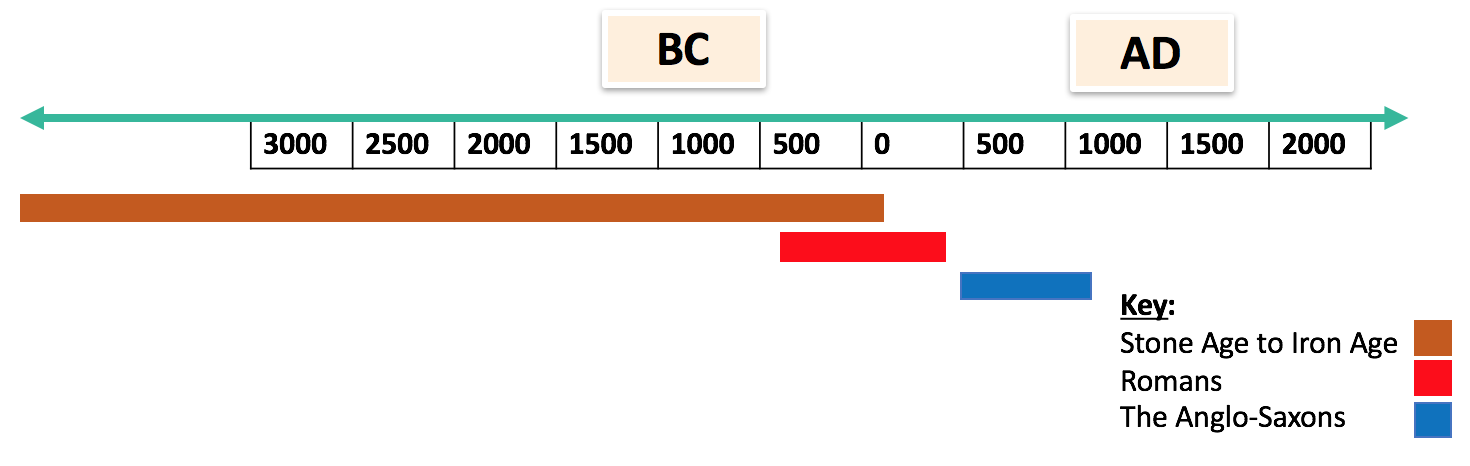 BC AD
3000 2500 2000 1500 1000 500 0 500 1000 1500 2000
Key:
Stone Age to Iron Age
Romans
The Anglo-Saxons